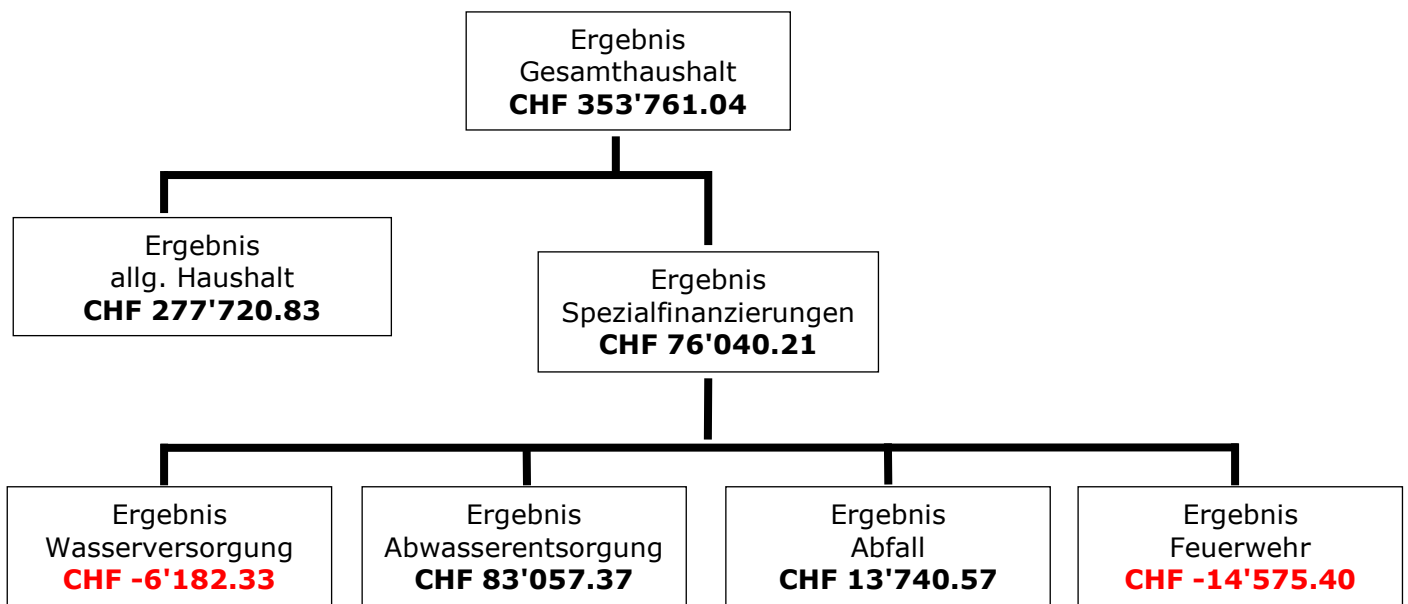 Ergebnis
Gesamthaushalt
CHF 353'761.04
Ergebnis
allg. Haushalt
CHF 277'720.83
Ergebnis
Spezialfinanzierungen
CHF 76'040.21
Ergebnis
Wasserversorgung
CHF -6'182.33
Ergebnis
Abwasserentsorgung
CHF 83'057.37
Ergebnis
Abfall
CHF 13'740.57
Ergebnis
Feuerwehr
CHF -14'575.40